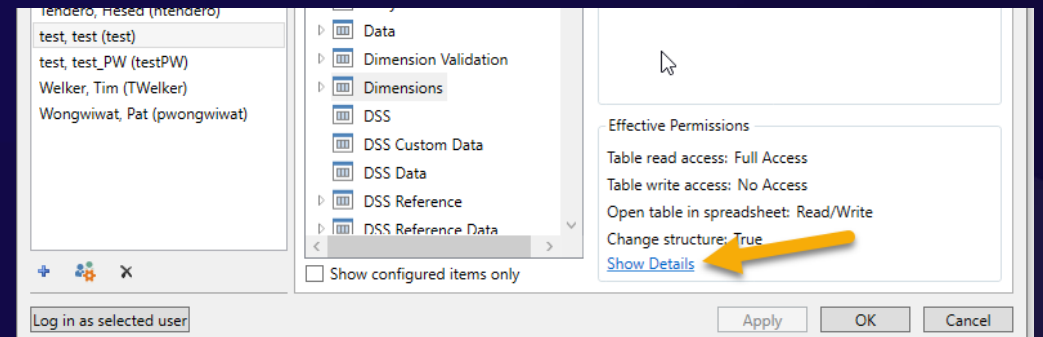 Tendero, Hesed (htendero)
test, test (test)
test, test_PW (testPW)
Welker, Tim (TWelker)
Wongwiwat, Pat (pwongwiwat)
Log in as selected user
Data
Dimension Validation
Dimensions
DSS
DSS Custom Data
DSS Data
DSS Reference
DSS Reference Data
Show configured items only
Effective Permissions
Table read access: Full Access
Table write access: No Access
Open table in spreadsheet: Read/Write
Change structure: True
Show Details
Apply
OK
Cancel